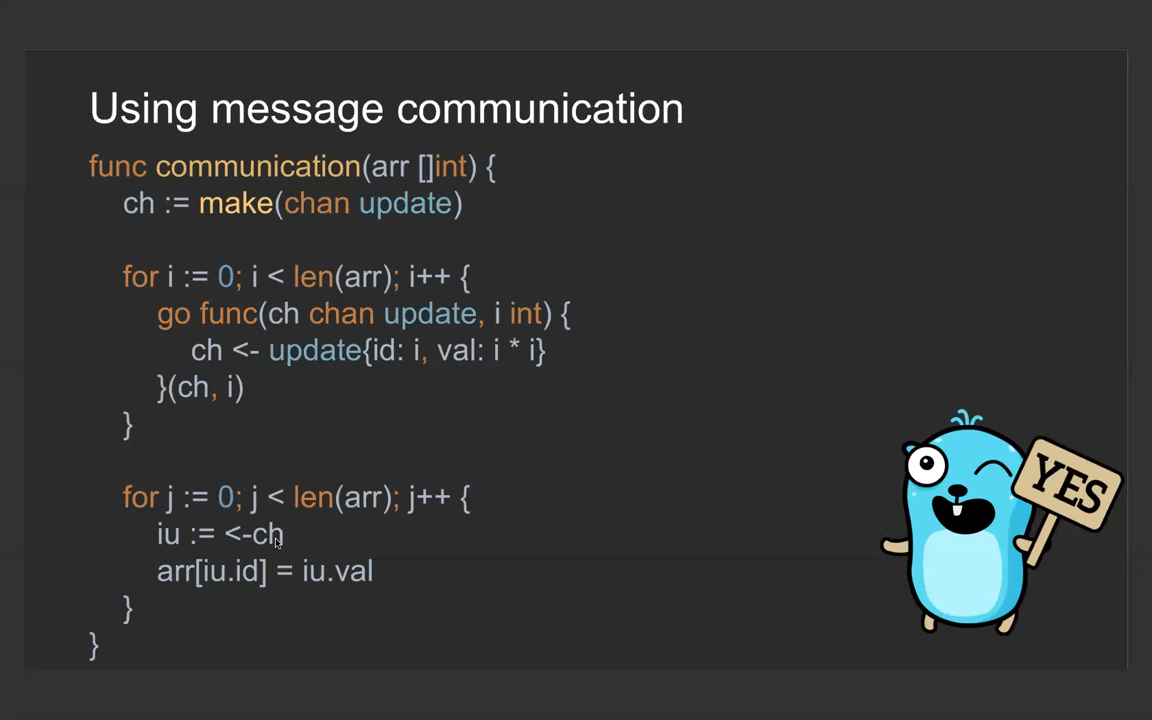 Using message communication
func communication(arr []int) {
ch := make(chan update)
for i := 0; i < len(arr); i++ {
go func(ch chan update, i int) {
ch <- update{id: i, val: i * i}
}(ch, i)
}
for j := 0; j < len(arr); j++ {
iu := <-ch
arr[iu.id] = iu.val
}
}
YES